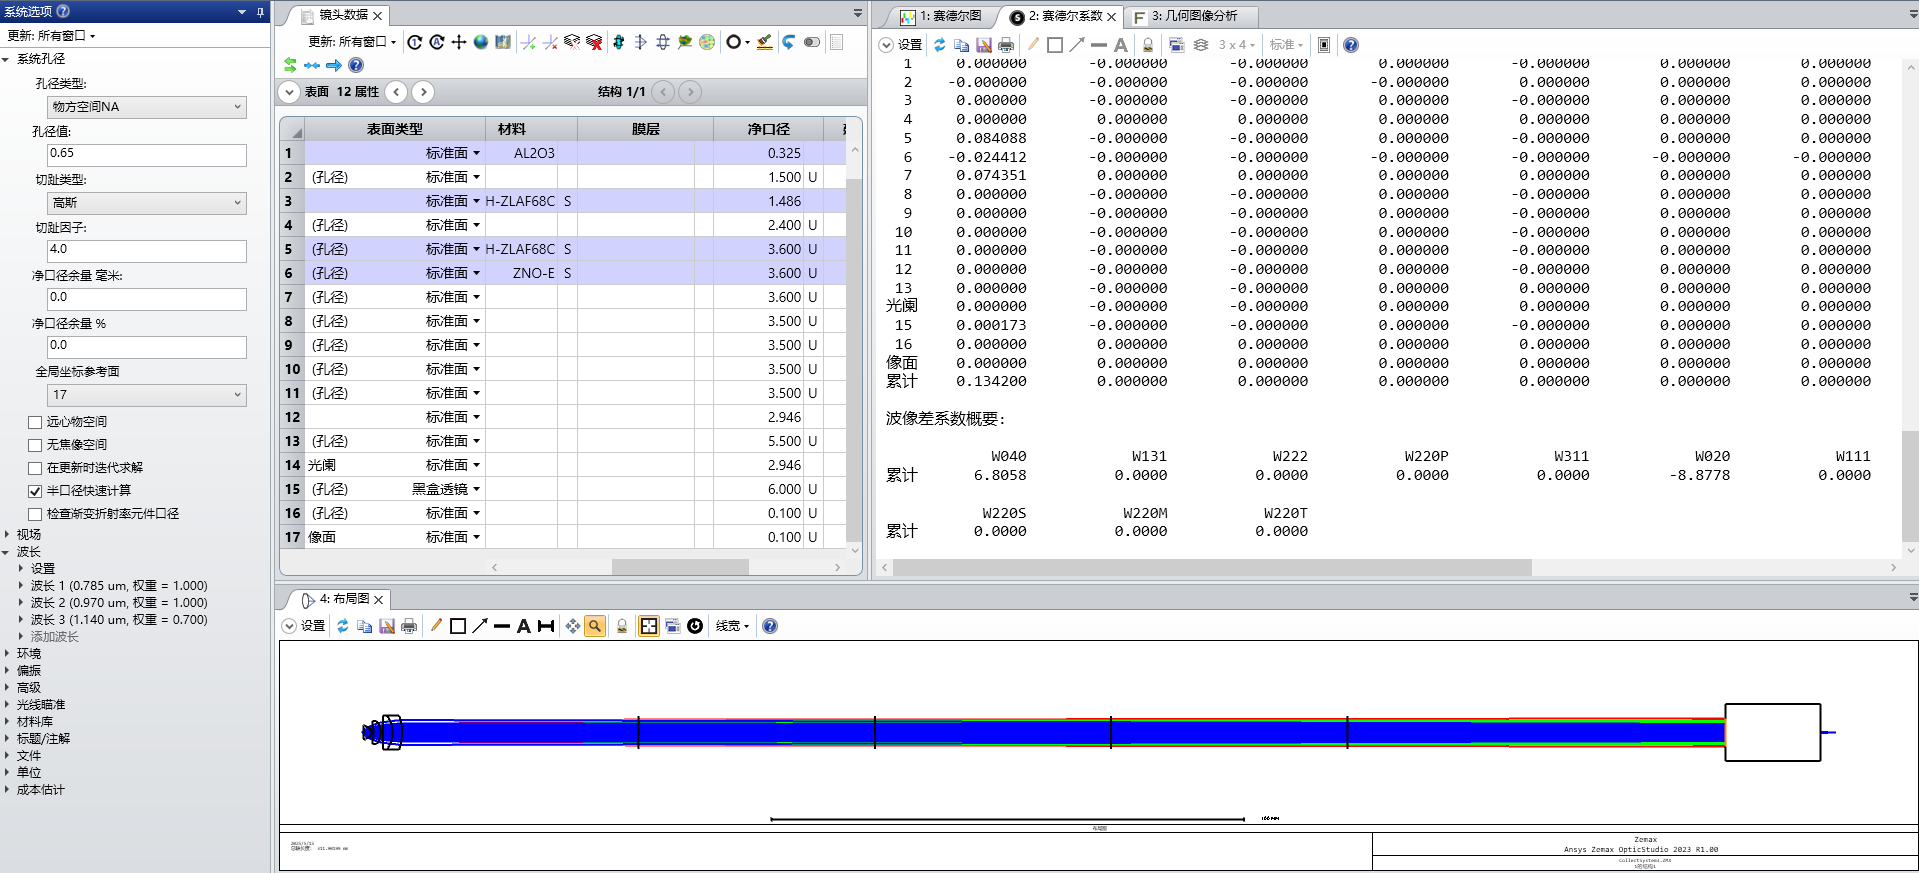 系统选项
更新: 所有窗口
系统孔径
孔径类型:
物方空间NA
孔径值:
0.65
切趾类型:
高斯
切趾因子:
4.0
净口径余量 毫米:
0.0
净口径余量 %
0.0
全局坐标参考面
17
远心物空间
无焦像空间
在更新时迭代求解
半口径快速计算
检查渐变折射率元件口径
视场
波长
设置
波长 1 (0.785 um, 权重 = 1.000)
波长 2 (0.970 um, 权重 = 1.000)
波长 3 (1.140 um, 权重 = 0.700)
添加波长
环境
偏振
高级
光线瞄准
材料库
标题/注解
文件
单位
成本估计
镜头数据
更新: 所有窗口
表面 12 属性 结构 1/1
表面类型 材料 膜层 净口径
1 标准面 AL2O3 0.325
2 (孔径) 标准面 1.500 U
3 标准面 H-ZLAF68C S 1.486
4 (孔径) 标准面 2.400 U
5 (孔径) 标准面 H-ZLAF68C S 3.600 U
6 (孔径) 标准面 ZNO-E S 3.600 U
7 (孔径) 标准面 3.600 U
8 (孔径) 标准面 3.500 U
9 (孔径) 标准面 3.500 U
10 (孔径) 标准面 3.500 U
11 (孔径) 标准面 3.500 U
12 标准面 2.946
13 (孔径) 标准面 5.500 U
14 光阑 标准面 2.946
15 (孔径) 黑盒透镜 6.000 U
16 (孔径) 标准面 0.100 U
17 像面 标准面 0.100 U
1: 赛德尔图 2: 赛德尔系数 3: 几何图像分析
设置 3 x 4 标准
1 0.000000 -0.000000 -0.000000 0.000000 -0.000000 0.000000 0.000000
2 -0.000000 -0.000000 -0.000000 -0.000000 0.000000 0.000000 0.000000
3 0.000000 -0.000000 -0.000000 0.000000 -0.000000 0.000000 0.000000
4 0.000000 -0.000000 -0.000000 0.000000 0.000000 0.000000 0.000000
5 0.084088 -0.000000 -0.000000 0.000000 -0.000000 0.000000 0.000000
6 -0.024412 -0.000000 -0.000000 -0.000000 -0.000000 -0.000000 -0.000000
7 0.074351 -0.000000 -0.000000 0.000000 0.000000 0.000000 0.000000
8 0.000000 -0.000000 -0.000000 0.000000 -0.000000 0.000000 0.000000
9 0.000000 -0.000000 -0.000000 0.000000 -0.000000 0.000000 0.000000
10 0.000000 -0.000000 -0.000000 0.000000 -0.000000 0.000000 0.000000
11 0.000000 -0.000000 -0.000000 0.000000 -0.000000 0.000000 0.000000
12 0.000000 -0.000000 -0.000000 0.000000 -0.000000 0.000000 0.000000
13 0.000000 -0.000000 -0.000000 0.000000 -0.000000 0.000000 0.000000
光阑 0.000000 -0.000000 -0.000000 0.000000 -0.000000 0.000000 0.000000
15 0.000173 -0.000000 -0.000000 0.000000 -0.000000 0.000000 0.000000
16 0.000000 -0.000000 -0.000000 0.000000 0.000000 0.000000 0.000000
像面 0.000000 0.000000 0.000000 0.000000 0.000000 0.000000 0.000000
累计 0.134200 0.000000 0.000000 0.000000 0.000000 0.000000 0.000000
波像差系数概要:
W040 W131 W222 W220P W311 W020 W111
累计 6.8058 0.0000 0.0000 0.0000 0.0000 -8.8778 0.0000
W220S W220M W220T
累计 0.0000 0.0000 0.0000
4: 布局图
设置 线宽
布局图
Zemax
Ansys Zemax OpticStudio 2023 R1.00